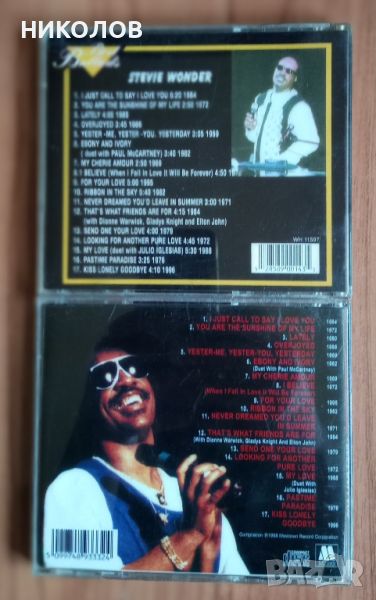 НИКОЛОВ
Best Ballads
STEVIE WONDER
1. I JUST CALL TO SAY I LOVE YOU 6:20 1984
2. YOU ARE THE SUNSHINE OF MY LIFE 2:50 1972
3. LATELY 4:00 1985
4. OVERJOYED 3:45 1986
5. YESTER -ME, YESTER -YOU, YESTERDAY 3:05 1969
6. EBONY AND IVORY
( duet with PAUL McCARTNEY) 3:40 1982
7. MY CHERIE AMOUR 2:50 1969
8. I BELIEVE (When I Fall In Love It Will Be Forever) 4:50 197
9. FOR YOUR LOVE 5:00 1995
10. RIBBON IN THE SKY 5:40 1982
11. NEVER DREAMED YOU'D LEAVE IN SUMMER 3:00 1971
12. THAT'S WHAT FRIENDS ARE FOR 4:15 1984
(with Dianne Warwick, Gladys Knight and Elton John)
13. SEND ONE YOUR LOVE 4:00 1979
14. LOOKING FOR ANOTHER PURE LOVE 4:45 1972
15. MY LOVE (duet with JULIO IGLESIAS) 5:30 1988
16. PASTIME PARADISE 3:25 1976
17. KISS LONELY GOODBYE 4:10 1996
WH 11597
1. I JUST CALL TO SAY I LOVE YOU 1984
2. YOU ARE THE SUNSHINE OF MY LIFE 1972
3. LATELY
4. OVERJOYED
5. YESTER-ME, YESTER-YOU, YESTERDAY 1969
6. EBONY AND IVORY 1982
(Duet With Paul McCartney)
7. MY CHERIE AMOUR 1969
8. I BELIEVE 1972
(When I Fall In Love It Will Be Forever)
9. FOR YOUR LOVE 1995
10. RIBBON IN THE SKY 1982
11. NEVER DREAMED YOU'D LEAVE
IN SUMMER 1971
12. THAT'S WHAT FRIENDS ARE FOR 1984
(With Dianne Warwick, Gladys Knight And Elton John)
13. SEND ONE YOUR LOVE 1979
14. LOOKING FOR ANOTHER
PURE LOVE 1972
15. MY LOVE 1988
(Duet With
Julio Iglesias)
16. PASTIME
PARADISE 1976
17. KISS LONELY
GOODBYE 1996
5099748933324
bazar